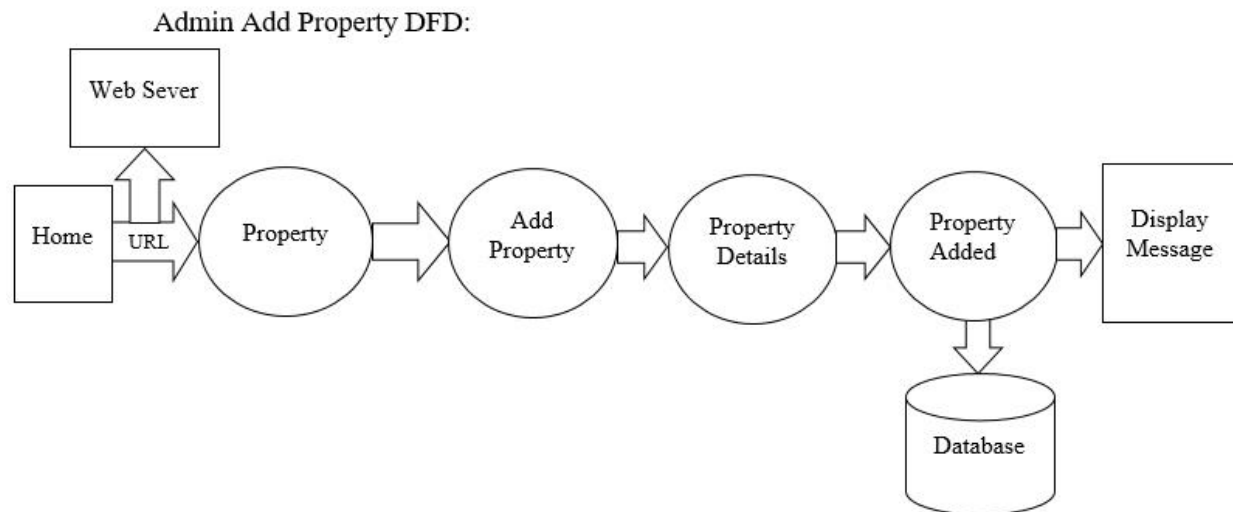 Admin Add Property DFD:
Web Sever
Home
URL
Property
Add
Property
Property
Details
Property
Added
Display
Message
Database